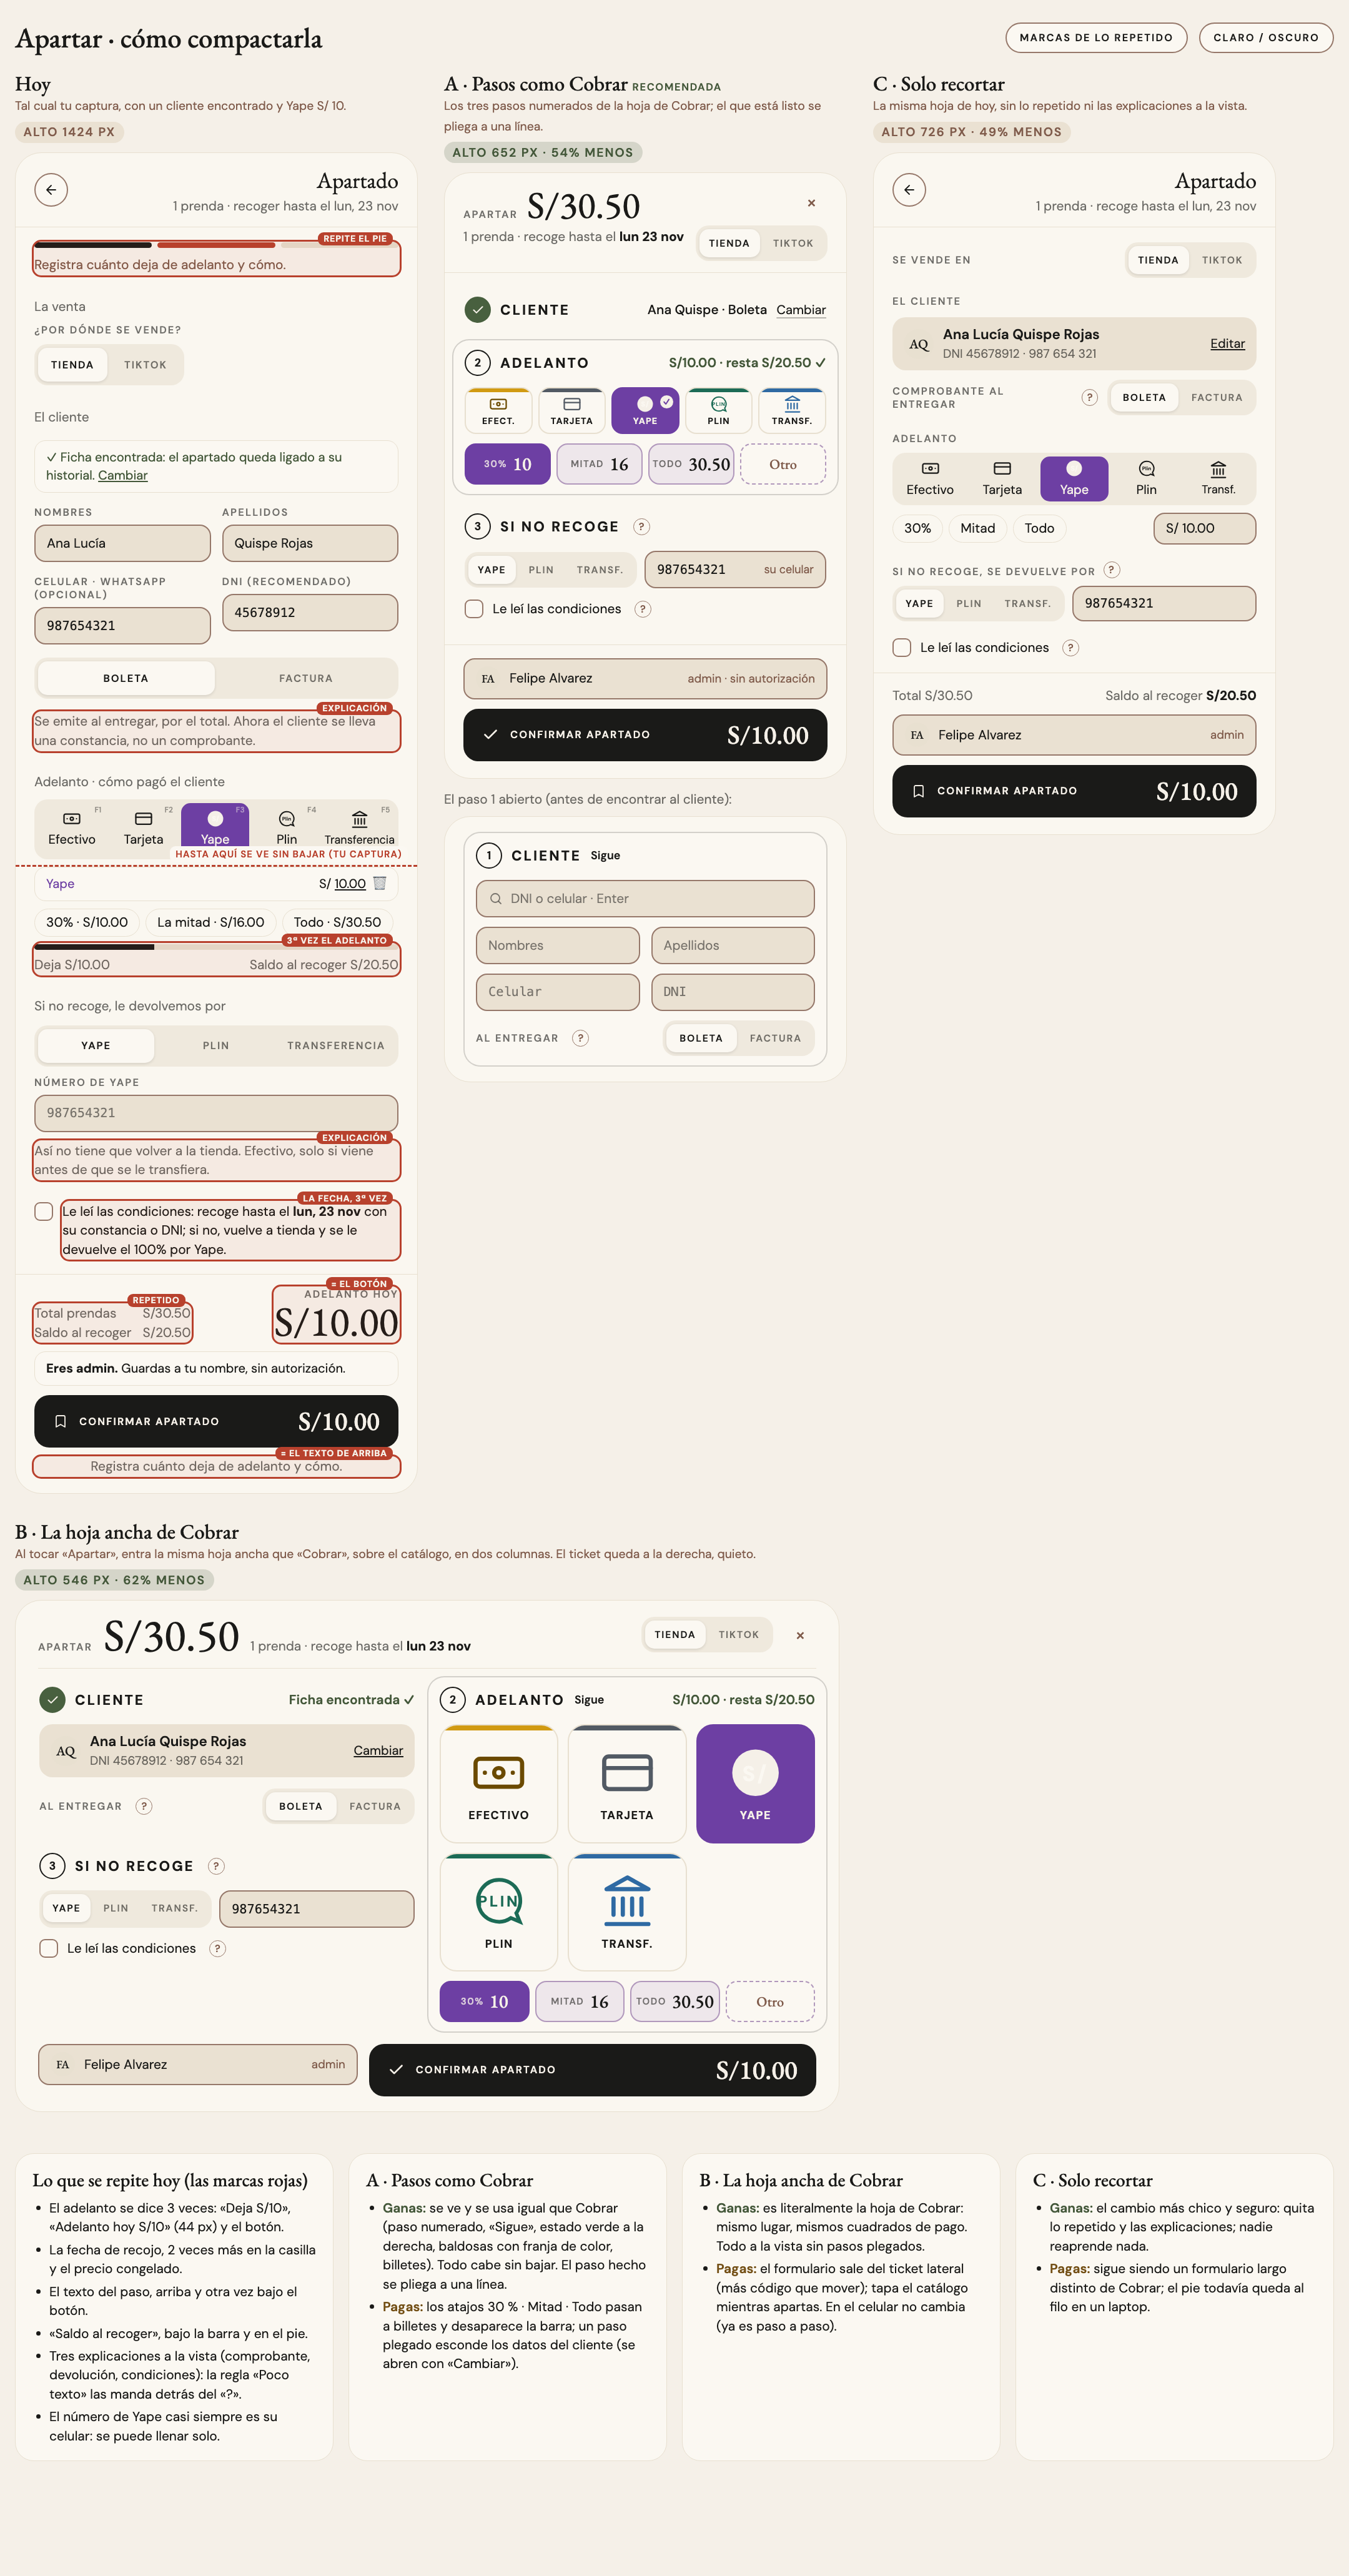 Apartar · cómo compactarla
MARCAS DE LO REPETIDO
CLARO / OSCURO
Hoy
Tal cual tu captura, con un cliente encontrado y Yape S/ 10.
ALTO 1424 PX
Apartado
1 prenda · recoger hasta el lun, 23 nov
REPITE EL PIE
Registra cuánto deja de adelanto y cómo.
La venta
¿POR DÓNDE SE VENDE?
TIENDA TIKTOK
El cliente
✓ Ficha encontrada: el apartado queda ligado a su
historial. Cambiar
NOMBRES APELLIDOS
Ana Lucía Quispe Rojas
CELULAR · WHATSAPP
(OPCIONAL)
DNI (RECOMENDADO)
987654321 45678912
BOLETA FACTURA
EXPLICACIÓN
Se emite al entregar, por el total. Ahora el cliente se lleva
una constancia, no un comprobante.
Adelanto · cómo pagó el cliente
F1 F2 F3 F4 F5
Efectivo Tarjeta Yape Plin Transferencia
HASTA AQUÍ SE VE SIN BAJAR (TU CAPTURA)
Yape S/ 10.00
30% · S/10.00 La mitad · S/16.00 Todo · S/30.50
3ª VEZ EL ADELANTO
Deja S/10.00 Saldo al recoger S/20.50
Si no recoge, le devolvemos por
YAPE PLIN TRANSFERENCIA
NÚMERO DE YAPE
987654321
EXPLICACIÓN
Así no tiene que volver a la tienda. Efectivo, solo si viene
antes de que se le transfiera.
LA FECHA, 3ª VEZ
Le leí las condiciones: recoge hasta el lun, 23 nov con
su constancia o DNI; si no, vuelve a tienda y se le
devuelve el 100% por Yape.
= EL BOTÓN
ADELANTO HOY
REPETIDO
Total prendas S/30.50
Saldo al recoger S/20.50
S/10.00
Eres admin. Guardas a tu nombre, sin autorización.
CONFIRMAR APARTADO S/10.00
= EL TEXTO DE ARRIBA
Registra cuánto deja de adelanto y cómo.
A · Pasos como Cobrar RECOMENDADA
Los tres pasos numerados de la hoja de Cobrar; el que está listo se
pliega a una línea.
ALTO 652 PX · 54% MENOS
APARTAR S/30.50 ×
1 prenda · recoge hasta el lun 23 nov
TIENDA TIKTOK
CLIENTE Ana Quispe · Boleta Cambiar
2 ADELANTO S/10.00 · resta S/20.50 ✓
EFECT. TARJETA YAPE PLIN TRANSF.
30% 10 MITAD 16 TODO 30.50 Otro
3 SI NO RECOGE ?
YAPE PLIN TRANSF. 987654321 su celular
Le leí las condiciones ?
FA Felipe Alvarez admin · sin autorización
CONFIRMAR APARTADO S/10.00
El paso 1 abierto (antes de encontrar al cliente):
1 CLIENTE Sigue
DNI o celular · Enter
Nombres Apellidos
Celular DNI
AL ENTREGAR ? BOLETA FACTURA
C · Solo recortar
La misma hoja de hoy, sin lo repetido ni las explicaciones a la vista.
ALTO 726 PX · 49% MENOS
Apartado
1 prenda · recoger hasta el lun, 23 nov
SE VENDE EN TIENDA TIKTOK
EL CLIENTE
AQ Ana Lucía Quispe Rojas
DNI 45678912 · 987 654 321
Editar
COMPROBANTE AL
ENTREGAR
? BOLETA FACTURA
ADELANTO
Efectivo Tarjeta Yape Plin Transf.
30% Mitad Todo S/ 10.00
SI NO RECOGE, SE DEVUELVE POR ?
YAPE PLIN TRANSF. 987654321
Le leí las condiciones ?
Total S/30.50 Saldo al recoger S/20.50
FA Felipe Alvarez admin
CONFIRMAR APARTADO S/10.00
B · La hoja ancha de Cobrar
Al tocar «Apartar», entra la misma hoja ancha que «Cobrar», sobre el catálogo, en dos columnas. El ticket queda a la derecha, quieto.
ALTO 546 PX · 62% MENOS
APARTAR S/30.50 1 prenda · recoge hasta el lun 23 nov TIENDA TIKTOK ×
CLIENTE Ficha encontrada ✓
AQ Ana Lucía Quispe Rojas
DNI 45678912 · 987 654 321
Cambiar
AL ENTREGAR ? BOLETA FACTURA
3 SI NO RECOGE ?
YAPE PLIN TRANSF. 987654321
Le leí las condiciones ?
2 ADELANTO Sigue S/10.00 · resta S/20.50
EFECTIVO TARJETA S/ YAPE
PLIN
PLIN TRANSF.
30% 10 MITAD 16 TODO 30.50 Otro
FA Felipe Alvarez admin
CONFIRMAR APARTADO S/10.00
Lo que se repite hoy (las marcas rojas)
• El adelanto se dice 3 veces: «Deja S/10»,
«Adelanto hoy S/10» (44 px) y el botón.
• La fecha de recojo, 2 veces más en la casilla
y el precio congelado.
• El texto del paso, arriba y otra vez bajo el
botón.
• «Saldo al recoger», bajo la barra y en el pie.
• Tres explicaciones a la vista (comprobante,
devolución, condiciones): la regla «Poco
texto» las manda detrás del «?».
• El número de Yape casi siempre es su
celular: se puede llenar solo.
A · Pasos como Cobrar
• Ganas: se ve y se usa igual que Cobrar
(paso numerado, «Sigue», estado verde a la
derecha, baldosas con franja de color,
billetes). Todo cabe sin bajar. El paso hecho
se pliega a una línea.
• Pagas: los atajos 30 % · Mitad · Todo pasan
a billetes y desaparece la barra; un paso
plegado esconde los datos del cliente (se
abren con «Cambiar»).
B · La hoja ancha de Cobrar
• Ganas: es literalmente la hoja de Cobrar:
mismo lugar, mismos cuadrados de pago.
Todo a la vista sin pasos plegados.
• Pagas: el formulario sale del ticket lateral
(más código que mover); tapa el catálogo
mientras apartas. En el celular no cambia
(ya es paso a paso).
C · Solo recortar
• Ganas: el cambio más chico y seguro: quita
lo repetido y las explicaciones; nadie
reaprende nada.
• Pagas: sigue siendo un formulario largo
distinto de Cobrar; el pie todavía queda al
filo en un laptop.